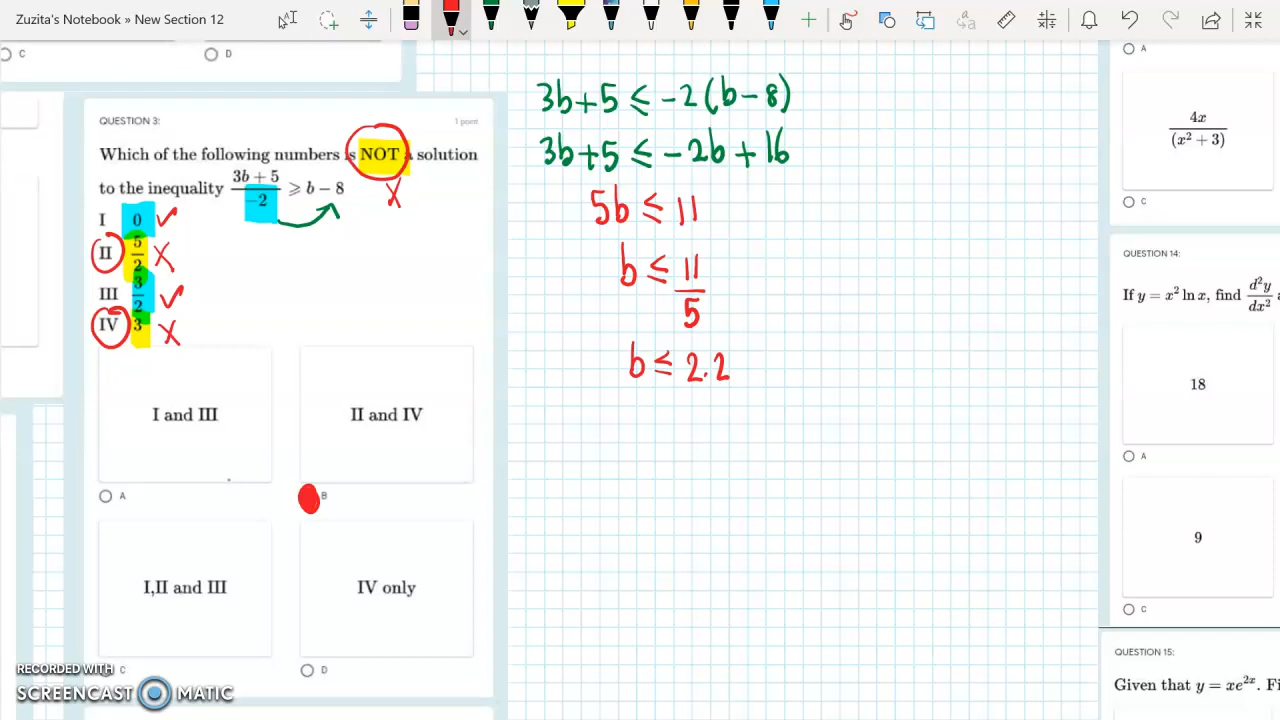 Zuzita's Notebook » New Section 12
C
D
QUESTION 3:
1 point
Which of the following numbers is NOT a solution
to the inequality (3b + 5)/(−2) ⩾ b − 8
X
I 0 ✓
II 5/2 X
III 3/2 ✓
IV 3 X
I and III
II and IV
A
B
I,II and III
IV only
C
D
RECORDED WITH
SCREENCAST MATIC
3b+5 ≤ -2(b-8)
3b+5 ≤ -2b+16
5b ≤ 11
b ≤ 11/5
b ≤ 2.2
A
4x/(x² + 3)
C
QUESTION 14:
If y = x² ln x, find d²y/dx² a
18
A
9
C
QUESTION 15:
Given that y = xe²ˣ. Fi